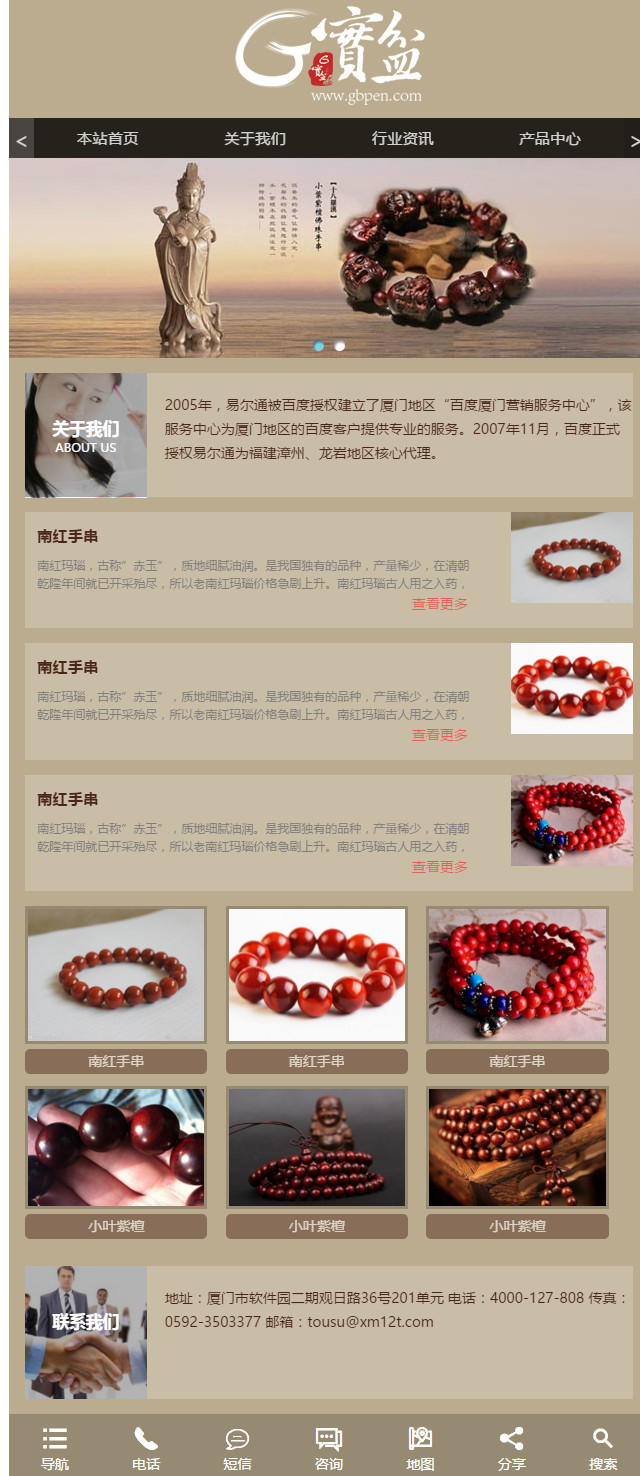 實盆
www.gbpen.com
< 本站首页 关于我们 行业资讯 产品中心 >
【十八罗汉】
小叶紫檀佛珠手串
关于我们
ABOUT US
2005年，易尔通被百度授权建立了厦门地区“百度厦门营销服务中心”，该
服务中心为厦门地区的百度客户提供专业的服务。2007年11月，百度正式
授权易尔通为福建漳州、龙岩地区核心代理。
南红手串
南红玛瑙，古称”赤玉”，质地细腻油润。是我国独有的品种，产量稀少，在清朝
乾隆年间就已开采殆尽，所以老南红玛瑙价格急剧上升。南红玛瑙古人用之入药，
查看更多
南红手串
南红玛瑙，古称”赤玉”，质地细腻油润。是我国独有的品种，产量稀少，在清朝
乾隆年间就已开采殆尽，所以老南红玛瑙价格急剧上升。南红玛瑙古人用之入药，
查看更多
南红手串
南红玛瑙，古称”赤玉”，质地细腻油润。是我国独有的品种，产量稀少，在清朝
乾隆年间就已开采殆尽，所以老南红玛瑙价格急剧上升。南红玛瑙古人用之入药，
查看更多
南红手串 南红手串 南红手串
小叶紫檀 小叶紫檀 小叶紫檀
联系我们
地址：厦门市软件园二期观日路36号201单元 电话：4000-127-808 传真：
0592-3503377 邮箱：tousu@xm12t.com
导航 电话 短信 咨询 地图 分享 搜索